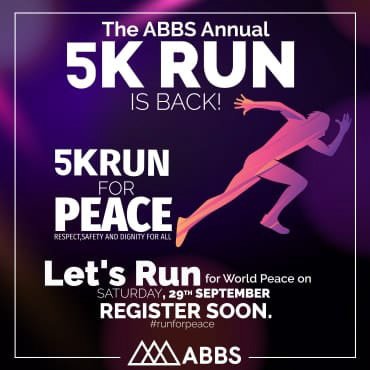 The ABBS Annual
5K RUN
IS BACK!
5KRUN
FOR
PEACE
RESPECT,SAFETY AND DIGNITY FOR ALL
Let's Run for World Peace on
SATURDAY, 29TH SEPTEMBER
REGISTER SOON.
#runforpeace
ABBS